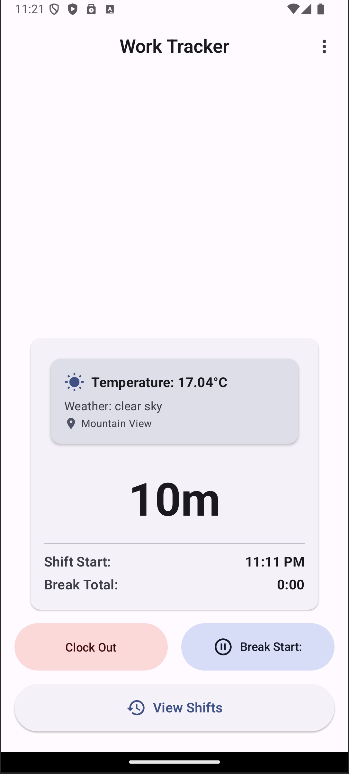 11:21
Work Tracker
Temperature: 17.04°C
Weather: clear sky
Mountain View
10m
Shift Start: 11:11 PM
Break Total: 0:00
Clock Out
Break Start:
View Shifts